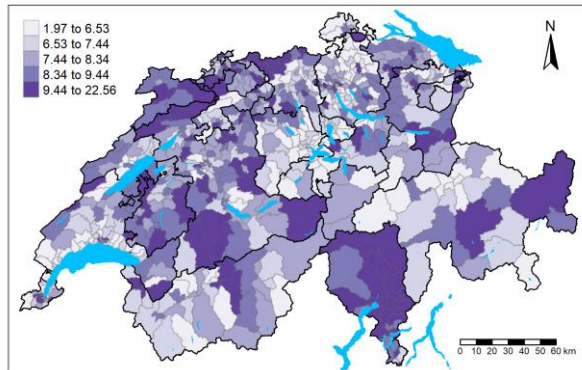 1.97 to 6.53
6.53 to 7.44
7.44 to 8.34
8.34 to 9.44
9.44 to 22.56
N
0 10 20 30 40 50 60 km